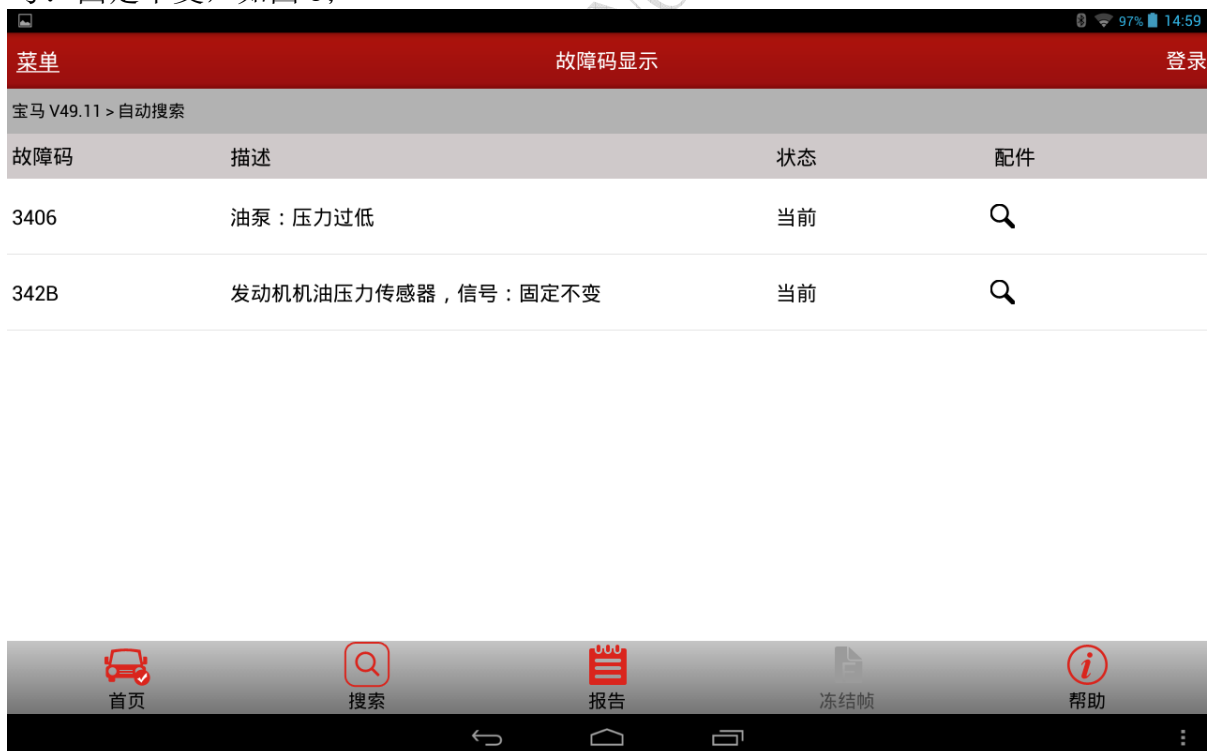 97% 14:59
菜单 故障码显示 登录
宝马 V49.11 > 自动搜索
故障码 描述 状态 配件
3406 油泵：压力过低 当前
342B 发动机机油压力传感器，信号：固定不变 当前
首页 搜索 报告 冻结帧 帮助